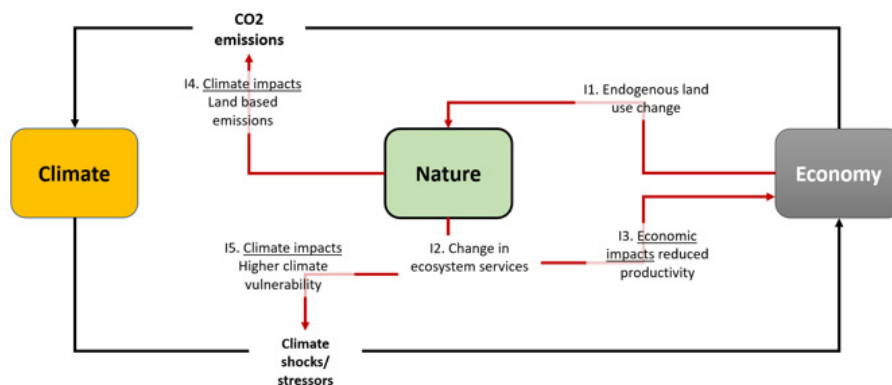 CO2
emissions
I4. Climate impacts
Land based
emissions
I1. Endogenous land
use change
Climate
Nature
Economy
I5. Climate impacts
Higher climate
vulnerability
I2. Change in
ecosystem services
I3. Economic
impacts reduced
productivity
Climate
shocks/
stressors